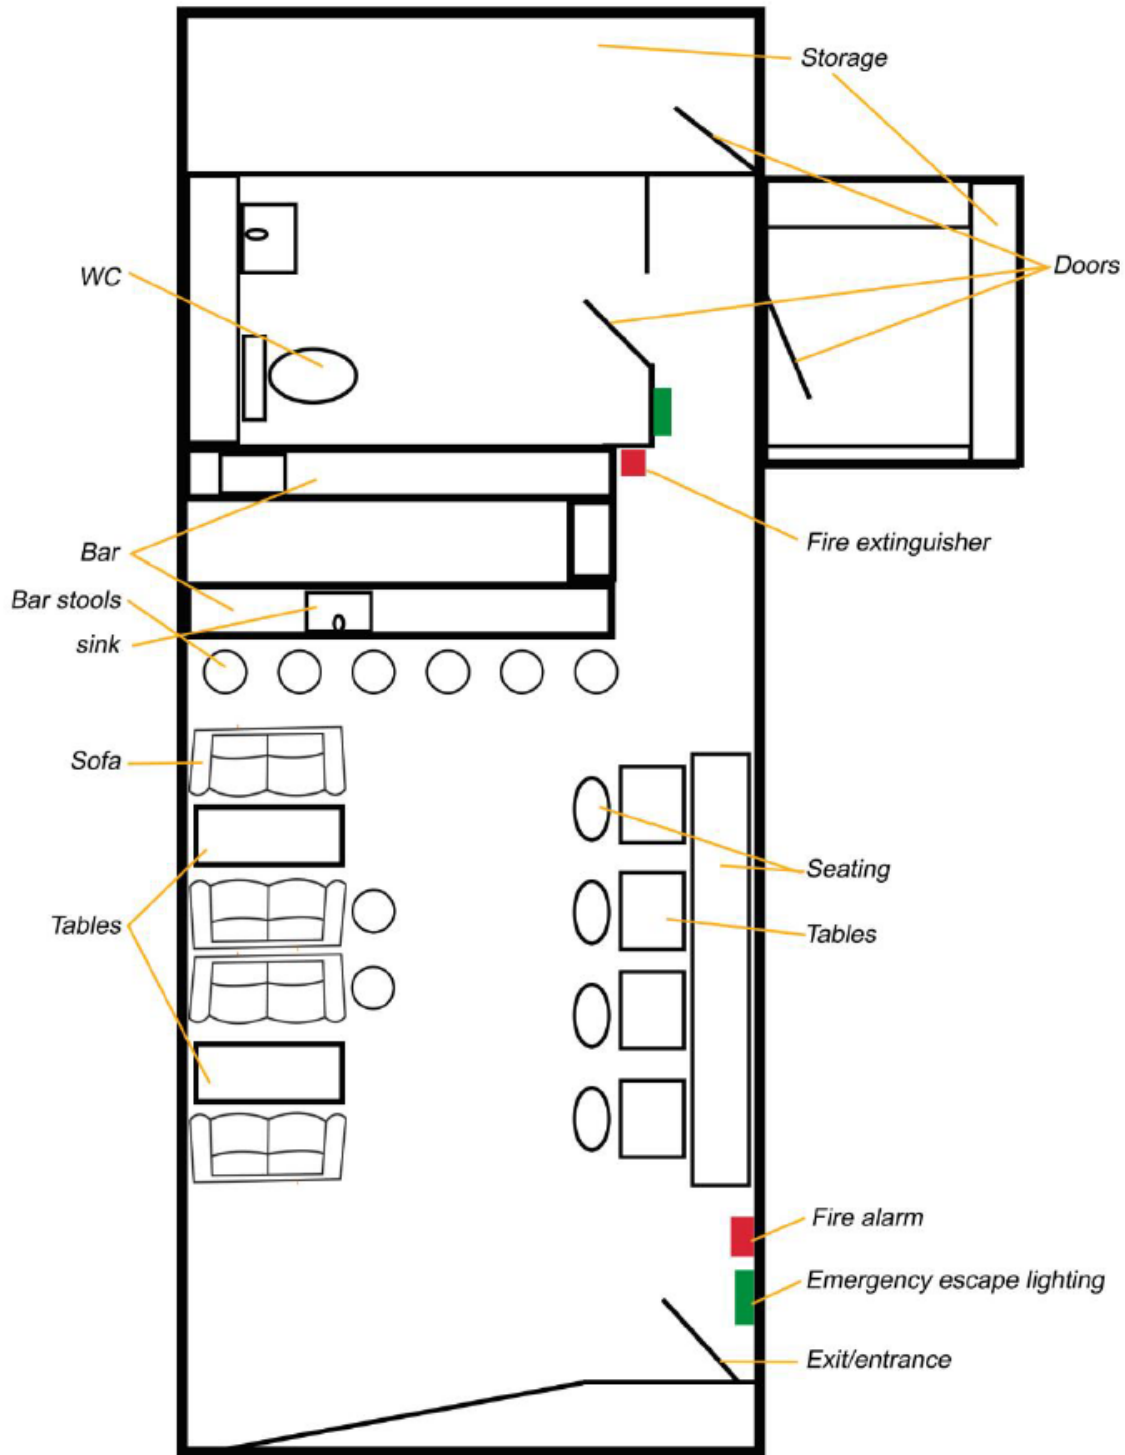 Storage
Doors
WC
Fire extinguisher
Bar
Bar stools
sink
Sofa
Seating
Tables
Tables
Fire alarm
Emergency escape lighting
Exit/entrance